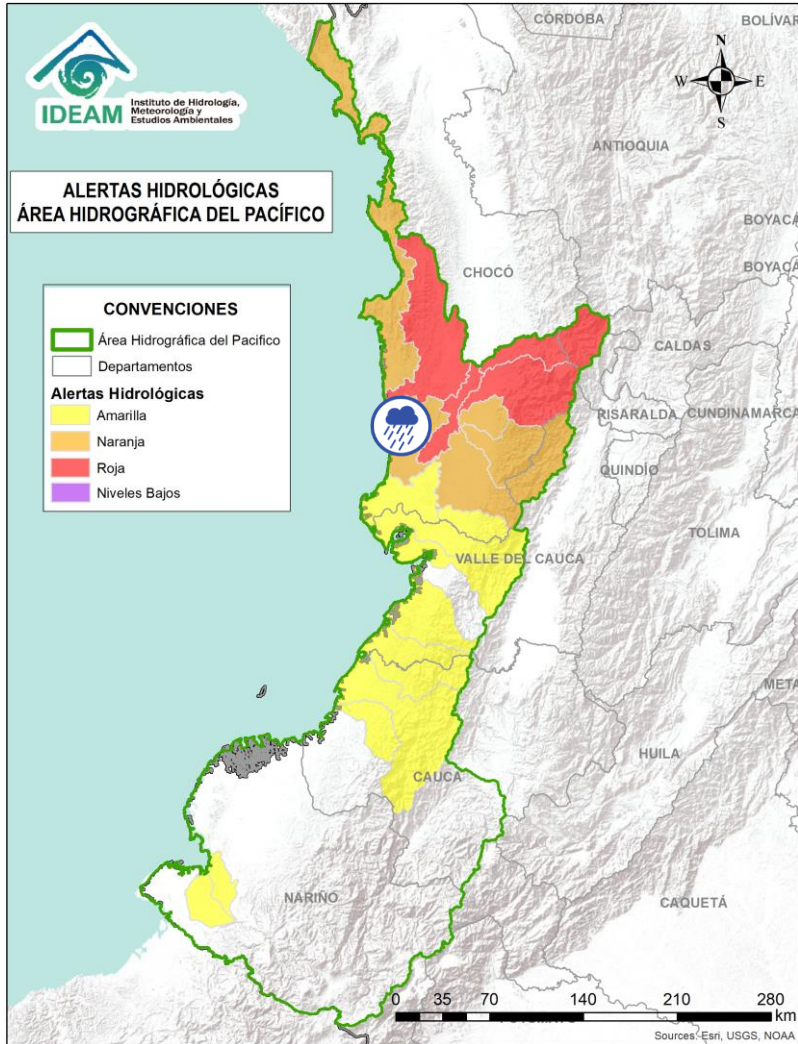 IDEAM
Instituto de Hidrología,
Meteorología y
Estudios Ambientales
ALERTAS HIDROLÓGICAS
ÁREA HIDROGRÁFICA DEL PACÍFICO
CONVENCIONES
Área Hidrográfica del Pacifico
Departamentos
Alertas Hidrológicas
Amarilla
Naranja
Roja
Niveles Bajos
CÓRDOBA
BOLÍVAR
N
W
E
S
ANTIOQUIA
BOYACÁ
CHOCÓ
BOYACÁ
CALDAS
RISARALDA
CUNDINAMARCA
QUINDÍO
TOLIMA
VALLE DEL CAUCA
META
HUILA
CAUCA
NARIÑO
CAQUETÁ
0 35 70 140 210 280
km
Sources: Esri, USGS, NOAA